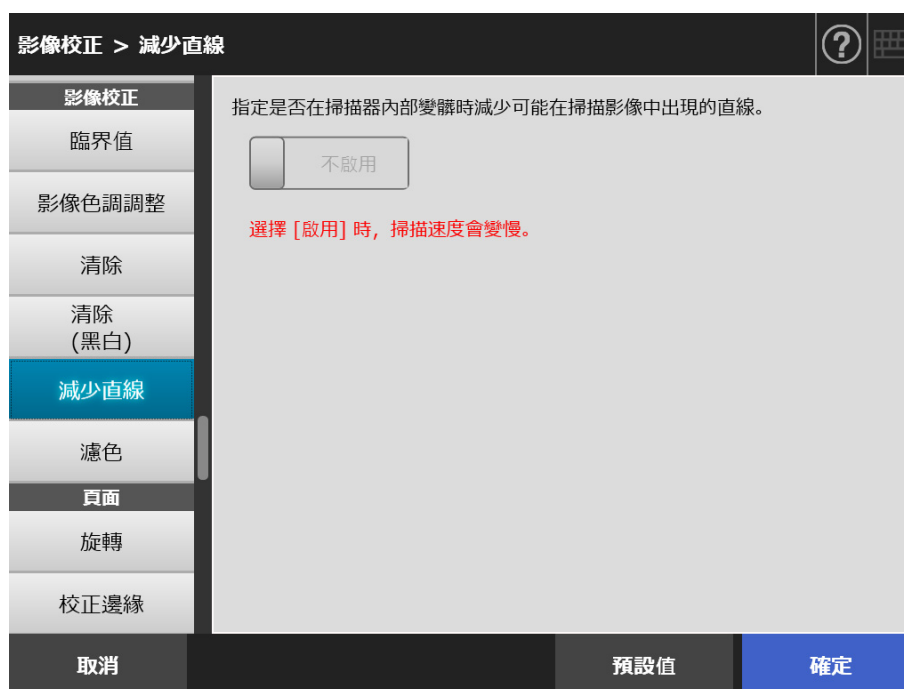 影像校正 > 減少直線
?
影像校正
臨界值
影像色調調整
清除
清除
(黑白)
減少直線
濾色
頁面
旋轉
校正邊緣
指定是否在掃描器內部變髒時減少可能在掃描影像中出現的直線。
不啟用
選擇 [啟用] 時，掃描速度會變慢。
取消
預設值
確定